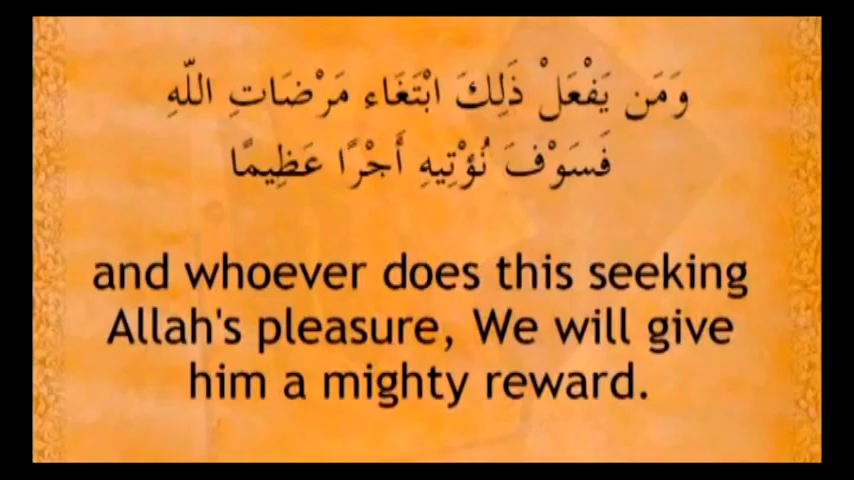 وَمَن يَفْعَلْ ذَلِكَ ابْتَغَاء مَرْضَاتِ اللّهِ
فَسَوْفَ نُؤْتِيهِ أَجْرًا عَظِيمًا
and whoever does this seeking
Allah's pleasure, We will give
him a mighty reward.